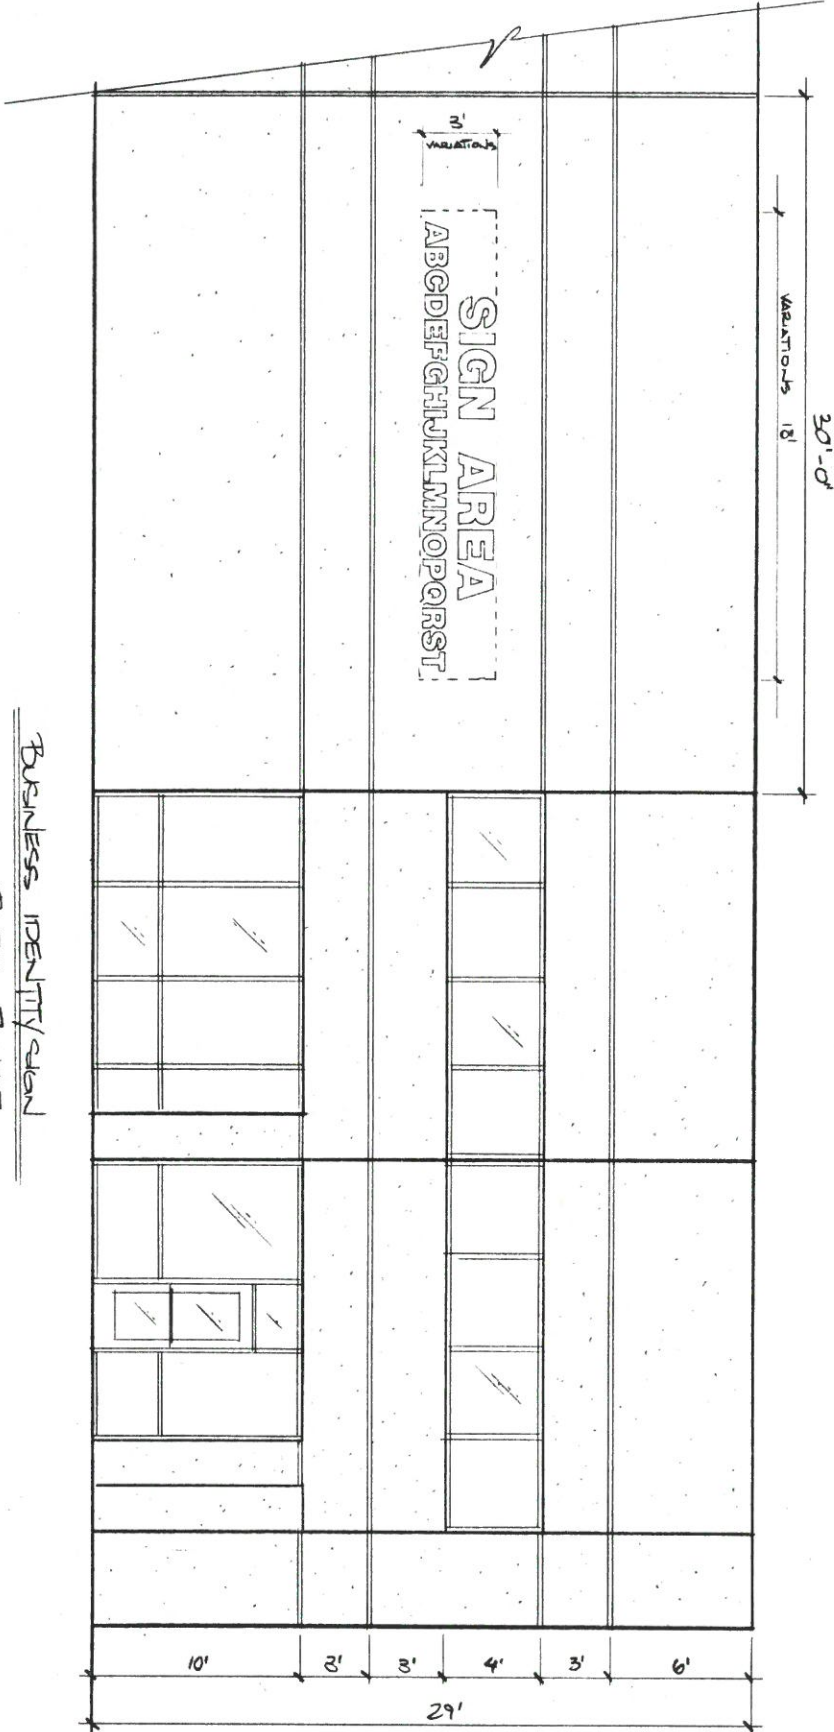 30'-0"
VARIATIONS 18'
3'
VARIATIONS
SIGN AREA
ABCDEFGHIJKLMNOPQRST
6'
3'
4'
3'
3'
10'
29'
BUSINESS IDENTITY SIGN